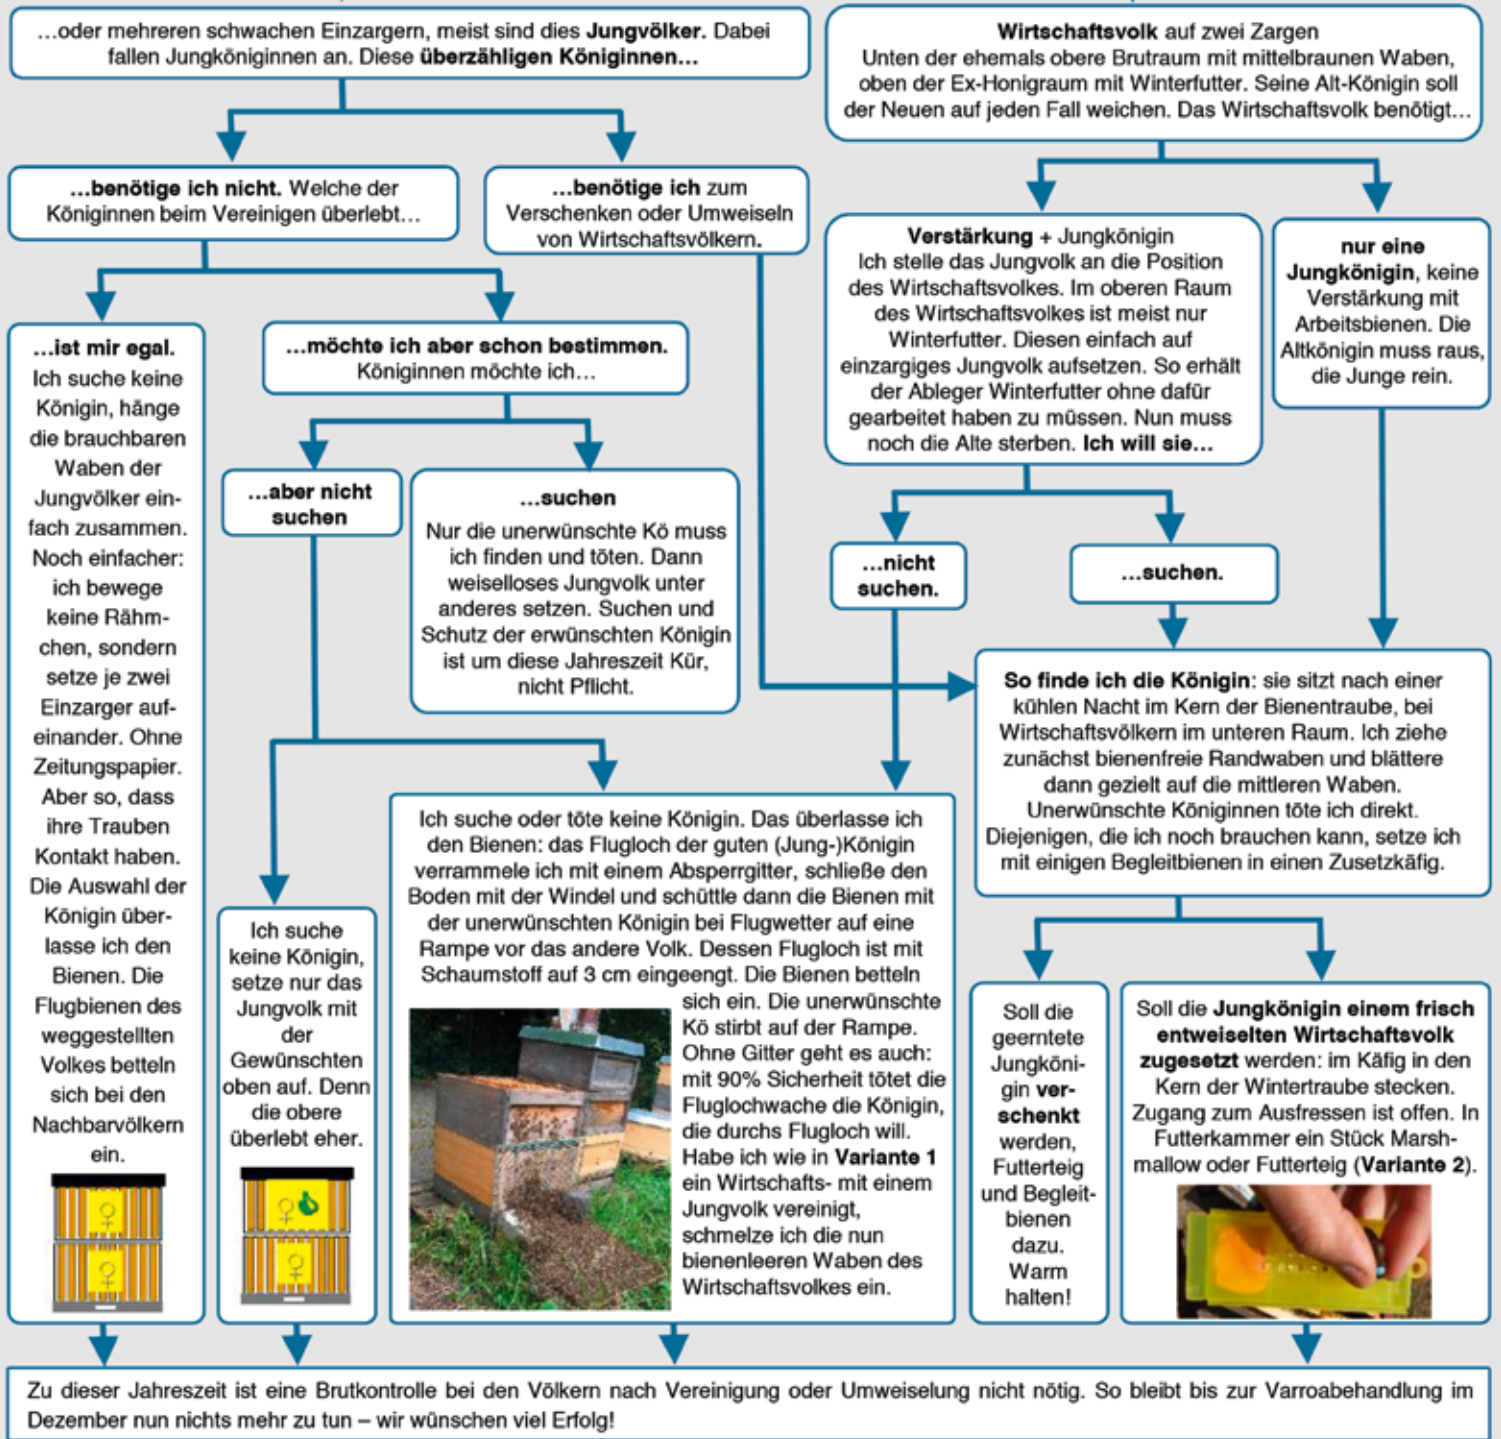 …oder mehreren schwachen Einzargern, meist sind dies Jungvölker. Dabei
fallen Jungköniginnen an. Diese überzähligen Königinnen…
Wirtschaftsvolk auf zwei Zargen
Unten der ehemals obere Brutraum mit mittelbraunen Waben,
oben der Ex-Honigraum mit Winterfutter. Seine Alt-Königin soll
der Neuen auf jeden Fall weichen. Das Wirtschaftsvolk benötigt…
…benötige ich nicht. Welche der
Königinnen beim Vereinigen überlebt…
…benötige ich zum
Verschenken oder Umweiseln
von Wirtschaftsvölkern.
Verstärkung + Jungkönigin
Ich stelle das Jungvolk an die Position
des Wirtschaftsvolkes. Im oberen Raum
des Wirtschaftsvolkes ist meist nur
Winterfutter. Diesen einfach auf
einzargiges Jungvolk aufsetzen. So erhält
der Ableger Winterfutter ohne dafür
gearbeitet haben zu müssen. Nun muss
noch die Alte sterben. Ich will sie…
nur eine
Jungkönigin, keine
Verstärkung mit
Arbeitsbienen. Die
Altkönigin muss raus,
die Junge rein.
…ist mir egal.
Ich suche keine
Königin, hänge
die brauchbaren
Waben der
Jungvölker ein-
fach zusammen.
Noch einfacher:
ich bewege
keine Rähm-
chen, sondern
setze je zwei
Einzarger auf-
einander. Ohne
Zeitungspapier.
Aber so, dass
ihre Trauben
Kontakt haben.
Die Auswahl der
Königin über-
lasse ich den
Bienen. Die
Flugbienen des
weggestellten
Volkes betteln
sich bei den
Nachbarvölkern
ein.
…möchte ich aber schon bestimmen.
Königinnen möchte ich…
…aber nicht
suchen
…suchen
Nur die unerwünschte Kö muss
ich finden und töten. Dann
weiselloses Jungvolk unter
anderes setzen. Suchen und
Schutz der erwünschten Königin
ist um diese Jahreszeit Kür,
nicht Pflicht.
…nicht
suchen.
…suchen.
So finde ich die Königin: sie sitzt nach einer
kühlen Nacht im Kern der Bienentraube, bei
Wirtschaftsvölkern im unteren Raum. Ich ziehe
zunächst bienenfreie Randwaben und blättere
dann gezielt auf die mittleren Waben.
Unerwünschte Königinnen töte ich direkt.
Diejenigen, die ich noch brauchen kann, setze ich
mit einigen Begleitbienen in einen Zusetzkäfig.
Ich suche
keine Königin,
setze nur das
Jungvolk mit
der
Gewünschten
oben auf. Denn
die obere
überlebt eher.
Ich suche oder töte keine Königin. Das überlasse ich
den Bienen: das Flugloch der guten (Jung-)Königin
verrammele ich mit einem Absperrgitter, schließe den
Boden mit der Windel und schüttle dann die Bienen mit
der unerwünschten Königin bei Flugwetter auf eine
Rampe vor das andere Volk. Dessen Flugloch ist mit
Schaumstoff auf 3 cm eingeengt. Die Bienen betteln
sich ein. Die unerwünschte
Kö stirbt auf der Rampe.
Ohne Gitter geht es auch:
mit 90% Sicherheit tötet die
Fluglochwache die Königin,
die durchs Flugloch will.
Habe ich wie in Variante 1
ein Wirtschafts- mit einem
Jungvolk vereinigt,
schmelze ich die nun
bienenleeren Waben des
Wirtschaftsvolkes ein.
Soll die
geerntete
Jungköni-
gin ver-
schenkt
werden,
Futterteig
und Begleit-
bienen
dazu.
Warm
halten!
Soll die Jungkönigin einem frisch
entweiselten Wirtschaftsvolk
zugesetzt werden: im Käfig in den
Kern der Wintertraube stecken.
Zugang zum Ausfressen ist offen. In
Futterkammer ein Stück Marsh-
mallow oder Futterteig (Variante 2).
Zu dieser Jahreszeit ist eine Brutkontrolle bei den Völkern nach Vereinigung oder Umweiselung nicht nötig. So bleibt bis zur Varroabehandlung im
Dezember nun nichts mehr zu tun – wir wünschen viel Erfolg!